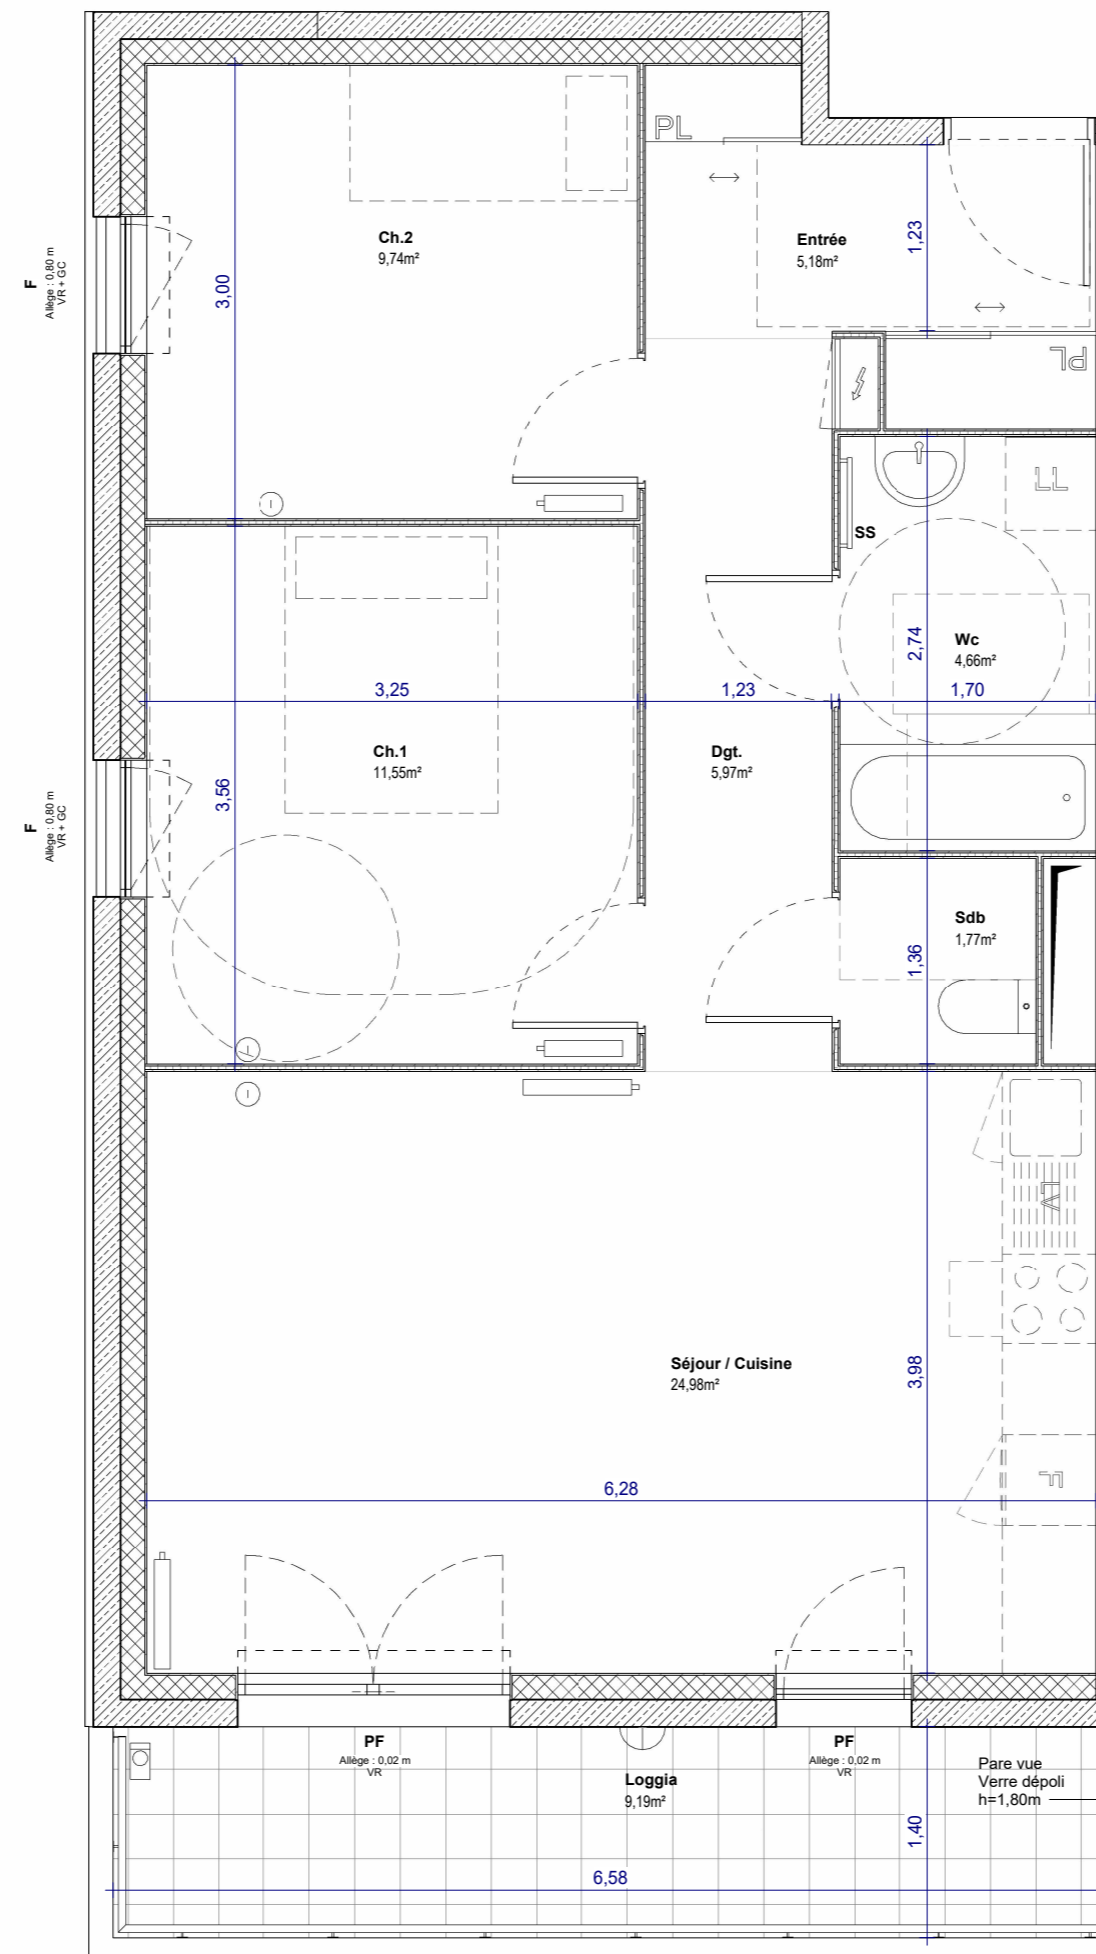 PL
Ch.2
9,74m²
Entrée
5,18m²
1,23
F
Allège : 0,80 m
VR + GC
3,00
PL
LL
SS
2,74
Wc
4,66m²
3,25
1,23
1,70
Ch.1
11,55m²
Dgt.
5,97m²
F
Allège : 0,80 m
VR + GC
3,56
Sdb
1,77m²
1,36
LV
Séjour / Cuisine
24,98m²
3,98
F
6,28
PF
Allège : 0,02 m
VR
PF
Allège : 0,02 m
VR
Loggia
9,19m²
Pare vue
Verre dépoli
h=1,80m
1,40
6,58